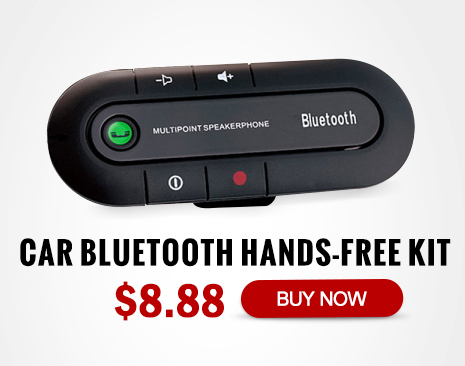 MULTIPOINT SPEAKERPHONE Bluetooth
CAR BLUETOOTH HANDS-FREE KIT
$8.88 BUY NOW